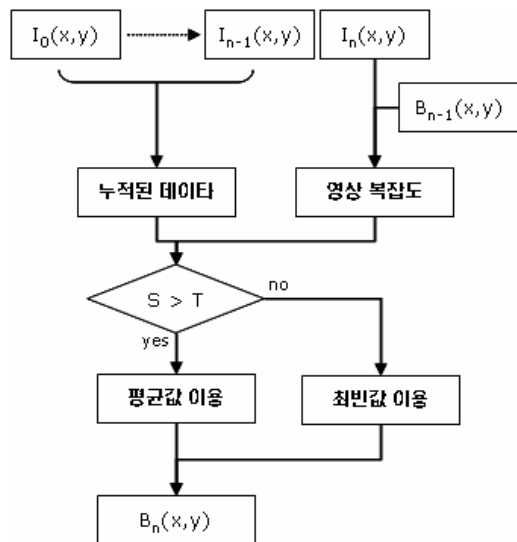 I₀(x,y)
Iₙ₋₁(x,y)
Iₙ(x,y)
Bₙ₋₁(x,y)
누적된 데이타
영상 복잡도
S > T
no
yes
평균값 이용
최빈값 이용
Bₙ(x,y)